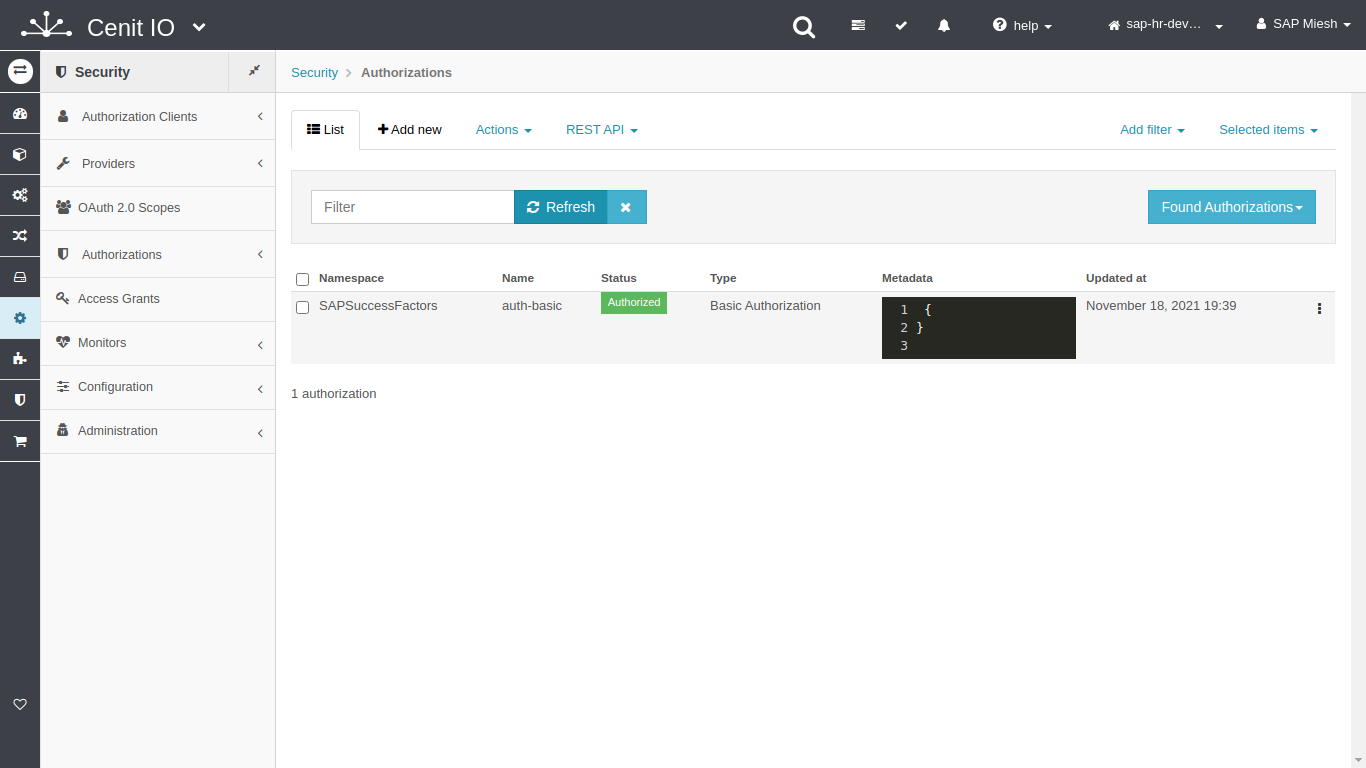 Cenit IO
help
sap-hr-dev…
SAP Miesh
Security
Security
Authorizations
Authorization Clients
Providers
OAuth 2.0 Scopes
Authorizations
Access Grants
Monitors
Configuration
Administration
List
Add new
Actions
REST API
Add filter
Selected items
Filter
Refresh
Found Authorizations
Namespace Name Status Type Metadata Updated at
SAPSuccessFactors auth-basic Authorized Basic Authorization
1 {
2 }
3
November 18, 2021 19:39
1 authorization